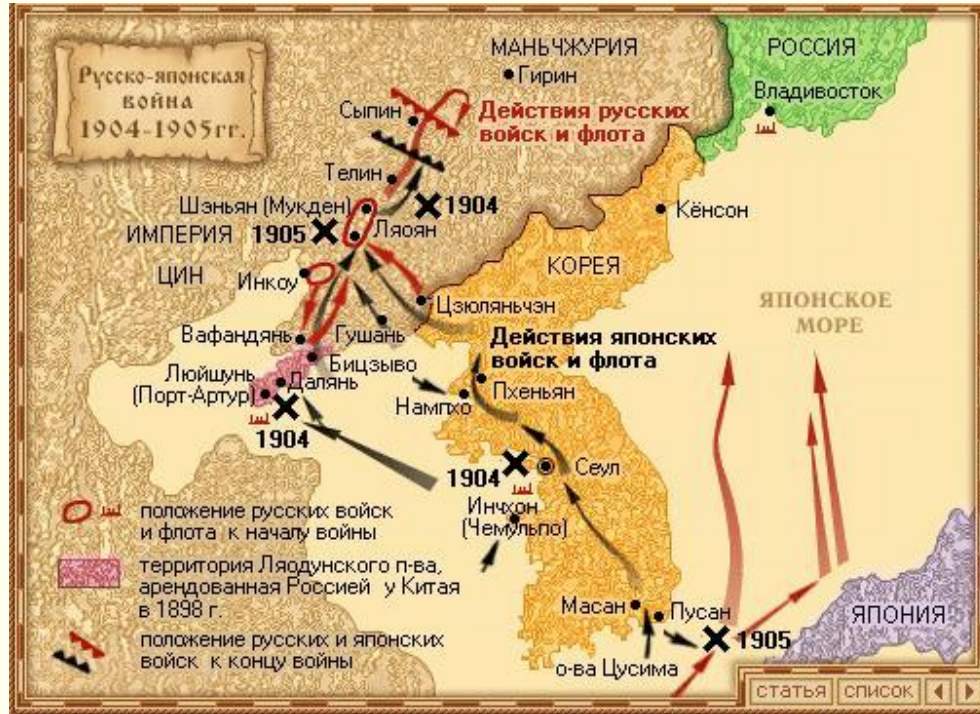 Русско-японская
война
1904-1905гг.
МАНЬЧЖУРИЯ
Гирин
РОССИЯ
Владивосток
Сыпин
Действия русских
войск и флота
Телин
Шэньян (Мукден)
1904
ИМПЕРИЯ
1905
Ляоян
Кёнсон
ЦИН
Инкоу
КОРЕЯ
Цзюляньчэн
ЯПОНСКОЕ
МОРЕ
Вафандянь
Гушань
Действия японских
войск и флота
Бицзыво
Люйшунь
(Порт-Артур)
Далянь
Пхеньян
Нампхо
1904
1904
Сеул
Инчхон
(Чемульпо)
положение русских войск
и флота к началу войны
территория Ляодунского п-ва,
арендованная Россией у Китая
в 1898 г.
Масан
Пусан
ЯПОНИЯ
1905
положение русских и японских
войск к концу войны
о-ва Цусима
статья
список